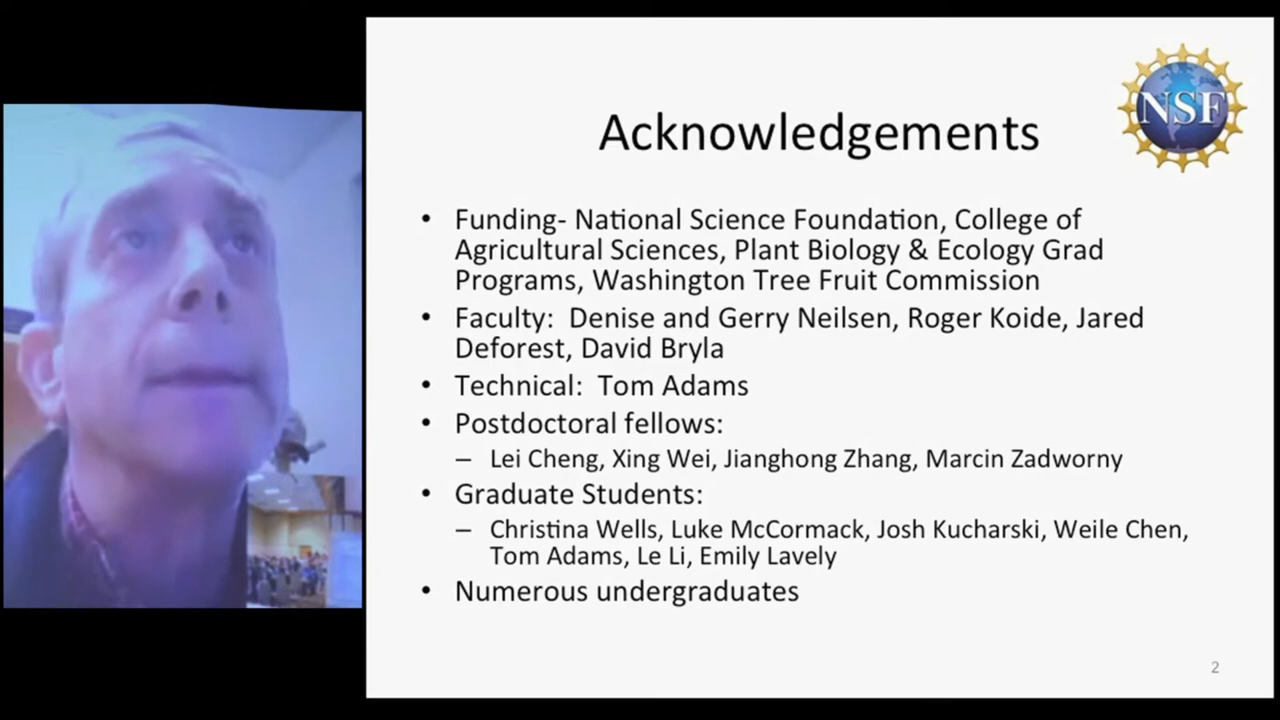 Acknowledgements
NSF
• Funding- National Science Foundation, College of
Agricultural Sciences, Plant Biology & Ecology Grad
Programs, Washington Tree Fruit Commission
• Faculty: Denise and Gerry Neilsen, Roger Koide, Jared
Deforest, David Bryla
• Technical: Tom Adams
• Postdoctoral fellows:
– Lei Cheng, Xing Wei, Jianghong Zhang, Marcin Zadworny
• Graduate Students:
– Christina Wells, Luke McCormack, Josh Kucharski, Weile Chen,
Tom Adams, Le Li, Emily Lavely
• Numerous undergraduates
2